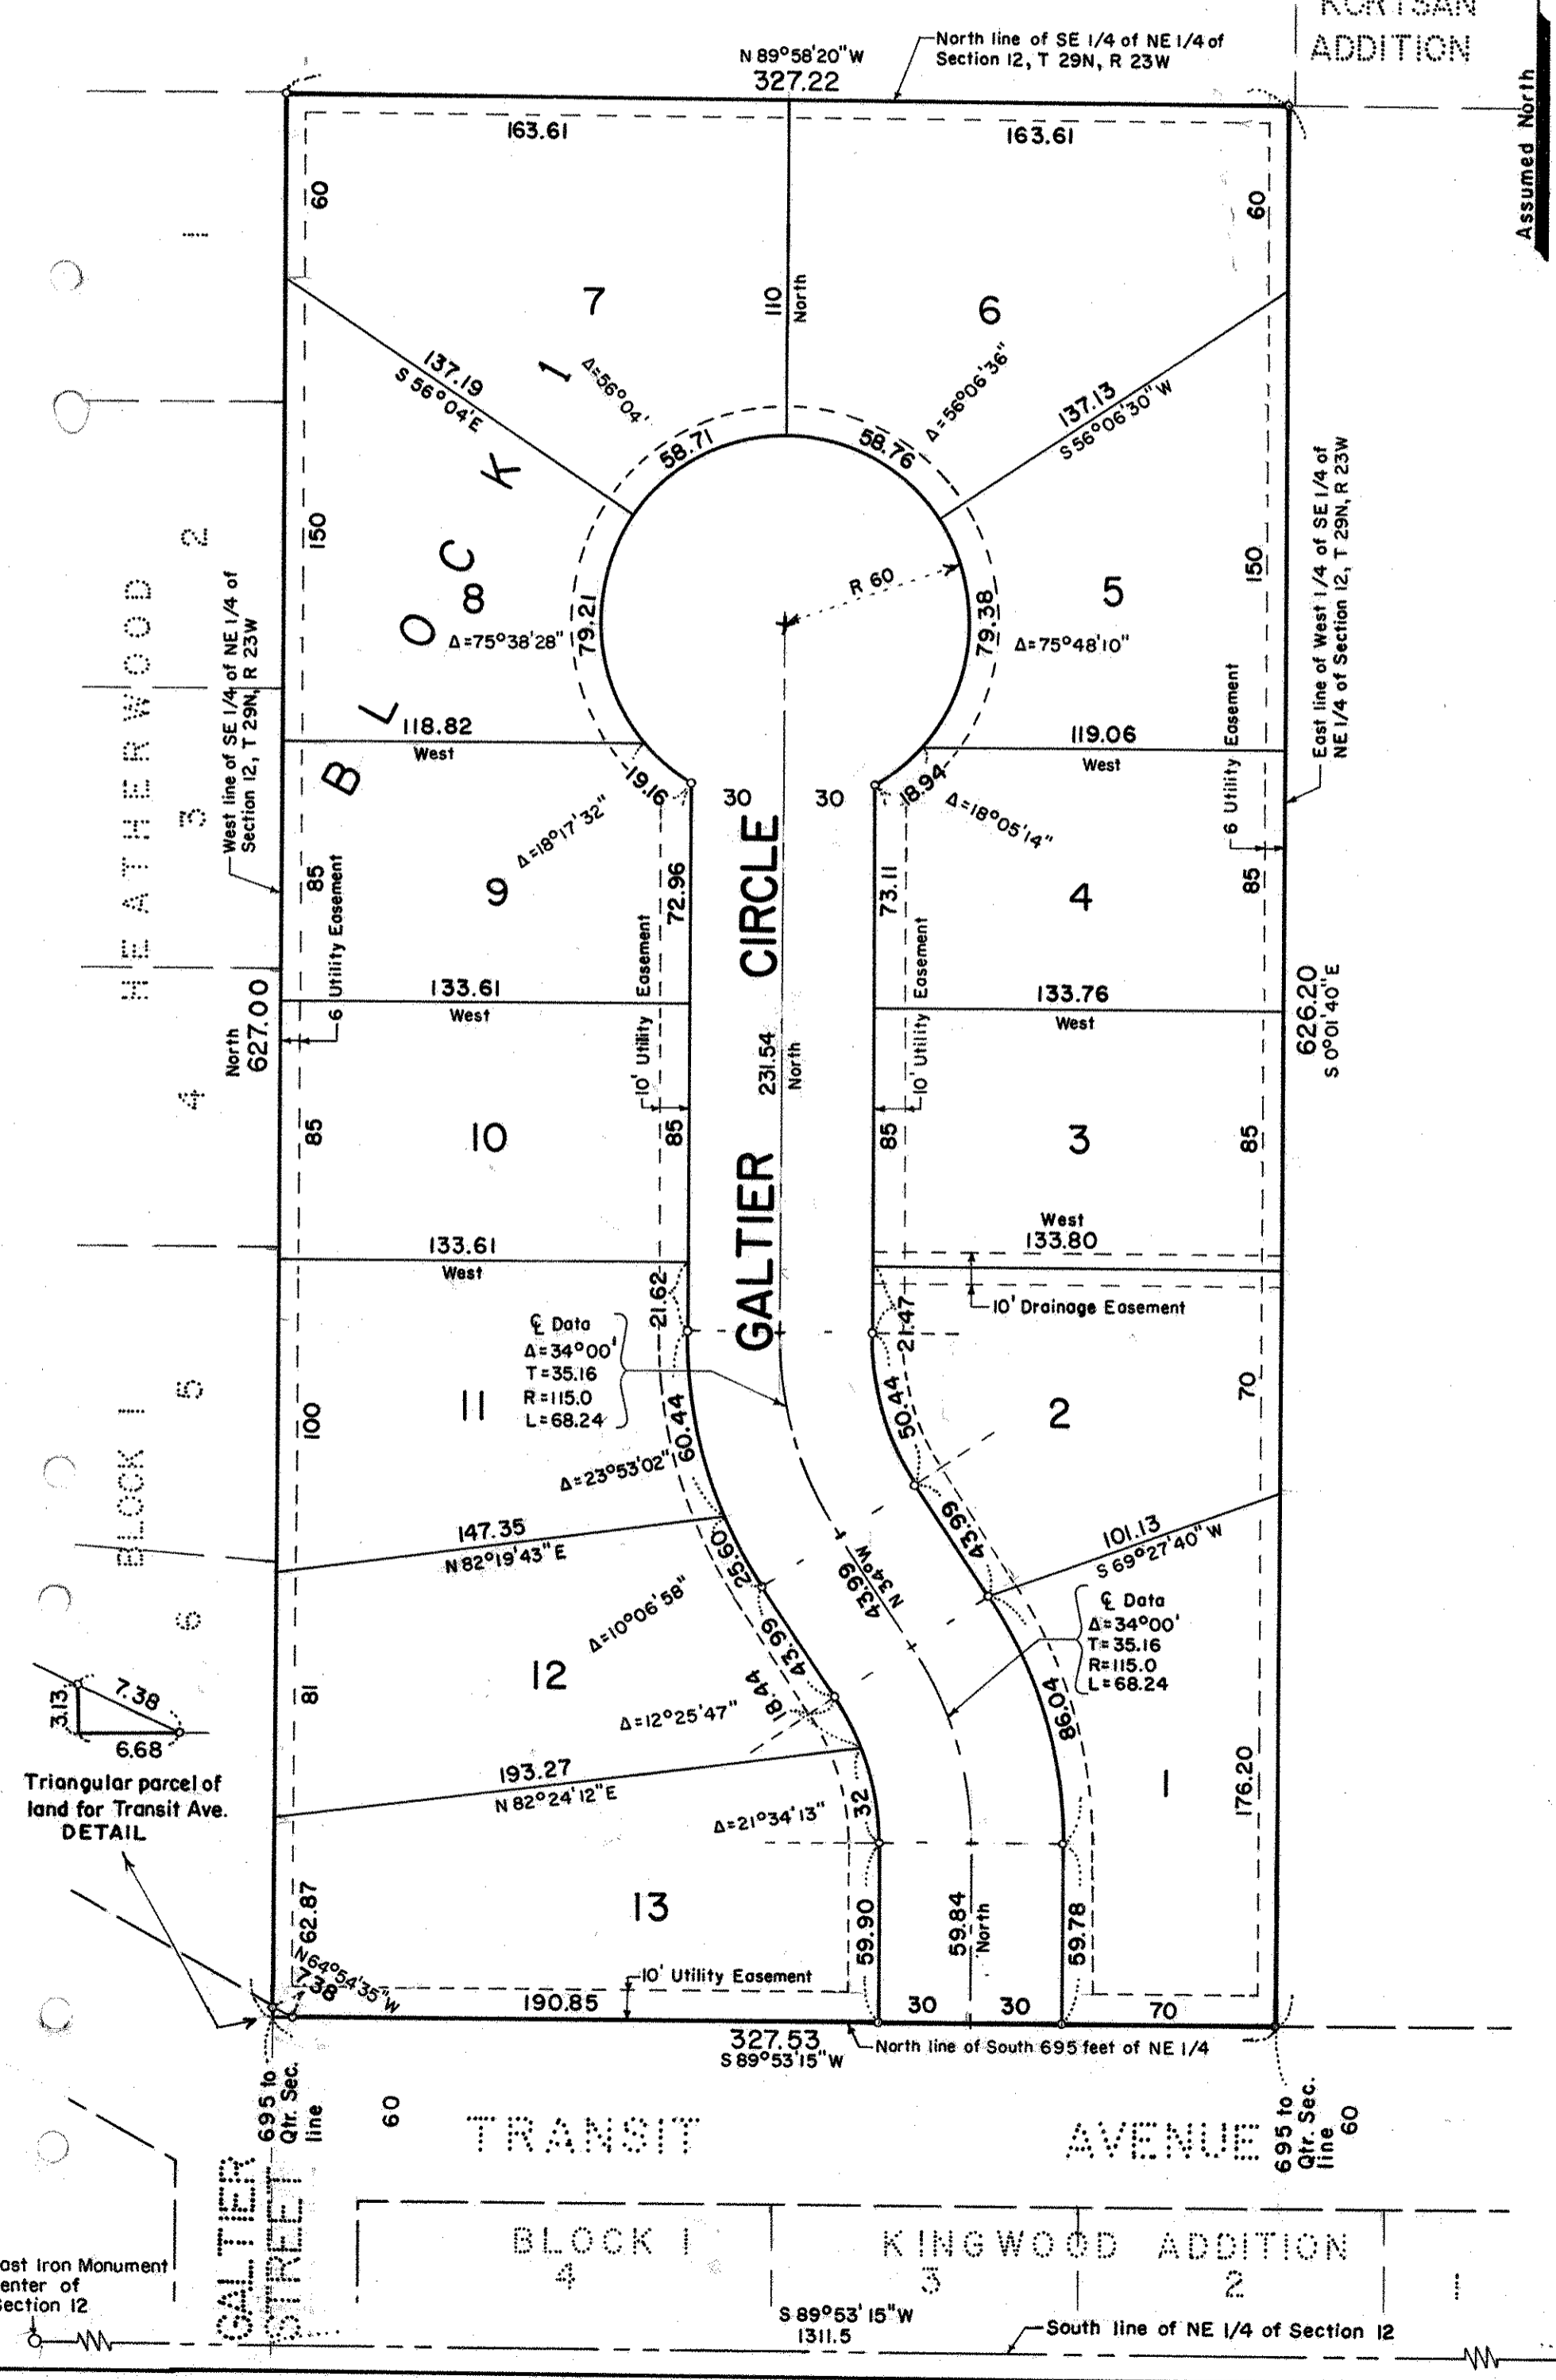 KORTSAN
ADDITION
Assumed North
N 89°58'20"W
327.22
North line of SE 1/4 of NE 1/4 of
Section 12, T 29N, R 23W
163.61
163.61
60
60
1
7
6
110
North
137.19
S 56°04'E
Δ=56°04'
Δ=56°06'36"
137.13
S 56°06'30"W
58.71
58.76
BLOCK 1
150
150
2
HEATHERWOOD
West line of SE 1/4 of NE 1/4 of
Section 12, T 29N, R 23W
East line of West 1/4 of SE 1/4 of
NE 1/4 of Section 12, T 29N, R 23W
8
Δ=75°38'28"
79.21
R 60
79.38
5
Δ=75°48'10"
118.82
West
119.06
West
6 Utility Easement
19.16
30
30
18.94
Δ=18°17'32"
Δ=18°05'14"
3
85
9
72.96
73.11
4
85
6 Utility Easement
10' Utility Easement
10' Utility Easement
GALTIER CIRCLE
133.61
West
133.76
West
North
627.00
626.20
S 0°01'40"E
231.54
North
4
85
10
85
85
3
85
133.61
West
West
133.80
10' Drainage Easement
21.62
21.47
℄ Data
Δ=34°00'
T=35.16
R=115.0
L=68.24
5
BLOCK 1
100
11
60.44
50.44
2
70
Δ=23°53'02"
147.35
N 82°19'43"E
25.60
43.99
N 34°W
43.99
101.13
S 69°27'40"W
6
Δ=10°06'58"
12
43.99
℄ Data
Δ=34°00'
T=35.16
R=115.0
L=68.24
81
18.44
Δ=12°25'47"
86.04
3.13
7.38
6.68
Triangular parcel of
land for Transit Ave.
DETAIL
193.27
N 82°24'12"E
32
Δ=21°34'13"
1
176.20
62.87
13
59.90
59.84
North
59.78
N 64°54'35"W
7.38
10' Utility Easement
190.85
30
30
70
327.53
S 89°53'15"W
North line of South 695 feet of NE 1/4
695 to
Qtr. Sec.
line
60
TRANSIT AVENUE
695 to
Qtr. Sec.
line
60
GALTIER
STREET
BLOCK 1
KINGWOOD ADDITION
4
3
2
1
ast Iron Monument
enter of
ection 12
S 89°53'15"W
1311.5
South line of NE 1/4 of Section 12